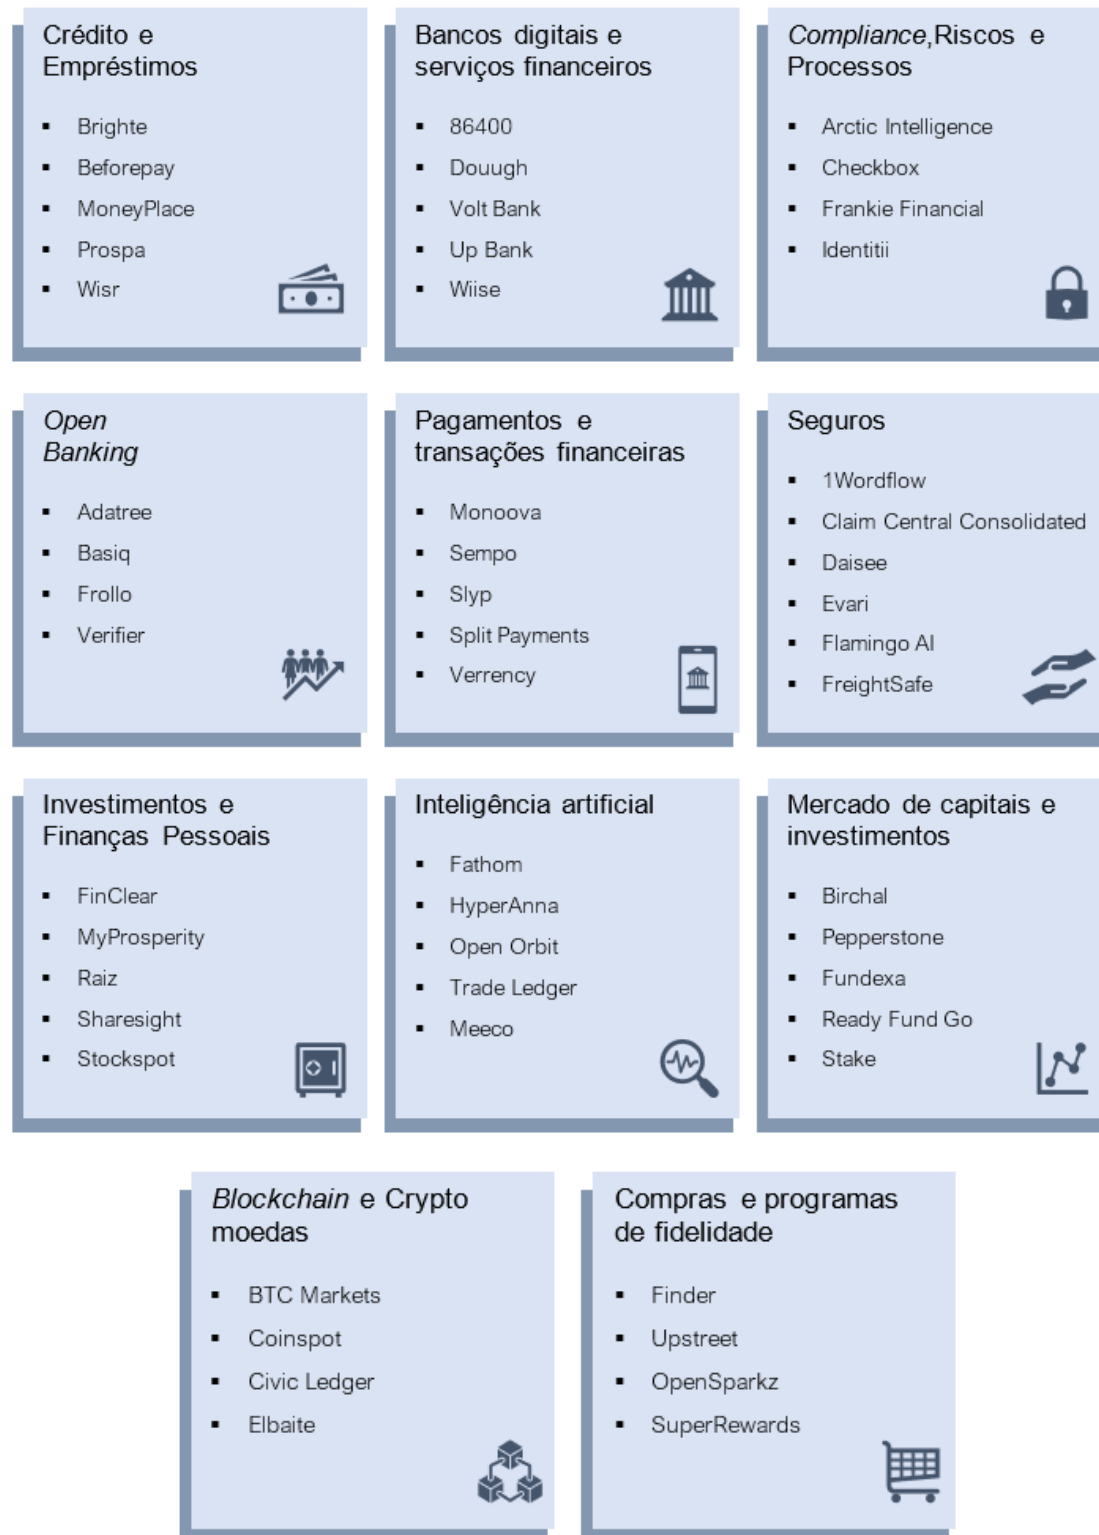 Crédito e
Empréstimos
▪ Brighte
▪ Beforepay
▪ MoneyPlace
▪ Prospa
▪ Wisr
Bancos digitais e
serviços financeiros
▪ 86400
▪ Douugh
▪ Volt Bank
▪ Up Bank
▪ Wiise
Compliance,Riscos e
Processos
▪ Arctic Intelligence
▪ Checkbox
▪ Frankie Financial
▪ Identitii
Open
Banking
▪ Adatree
▪ Basiq
▪ Frollo
▪ Verifier
Pagamentos e
transações financeiras
▪ Monoova
▪ Sempo
▪ Slyp
▪ Split Payments
▪ Verrency
Seguros
▪ 1Wordflow
▪ Claim Central Consolidated
▪ Daisee
▪ Evari
▪ Flamingo AI
▪ FreightSafe
Investimentos e
Finanças Pessoais
▪ FinClear
▪ MyProsperity
▪ Raiz
▪ Sharesight
▪ Stockspot
Inteligência artificial
▪ Fathom
▪ HyperAnna
▪ Open Orbit
▪ Trade Ledger
▪ Meeco
Mercado de capitais e
investimentos
▪ Birchal
▪ Pepperstone
▪ Fundexa
▪ Ready Fund Go
▪ Stake
Blockchain e Crypto
moedas
▪ BTC Markets
▪ Coinspot
▪ Civic Ledger
▪ Elbaite
Compras e programas
de fidelidade
▪ Finder
▪ Upstreet
▪ OpenSparkz
▪ SuperRewards